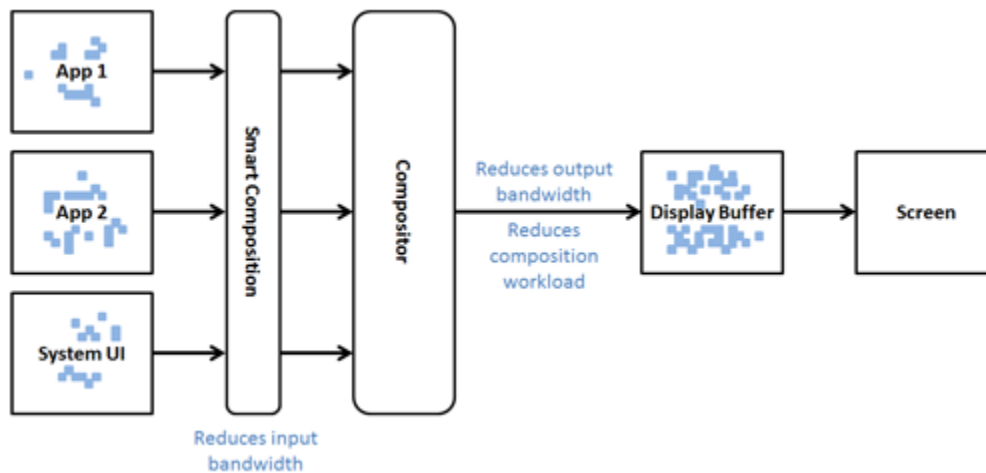 App 1
App 2
System UI
Smart Composition
Reduces input
bandwidth
Compositor
Reduces output
bandwidth
Reduces
composition
workload
Display Buffer
Screen